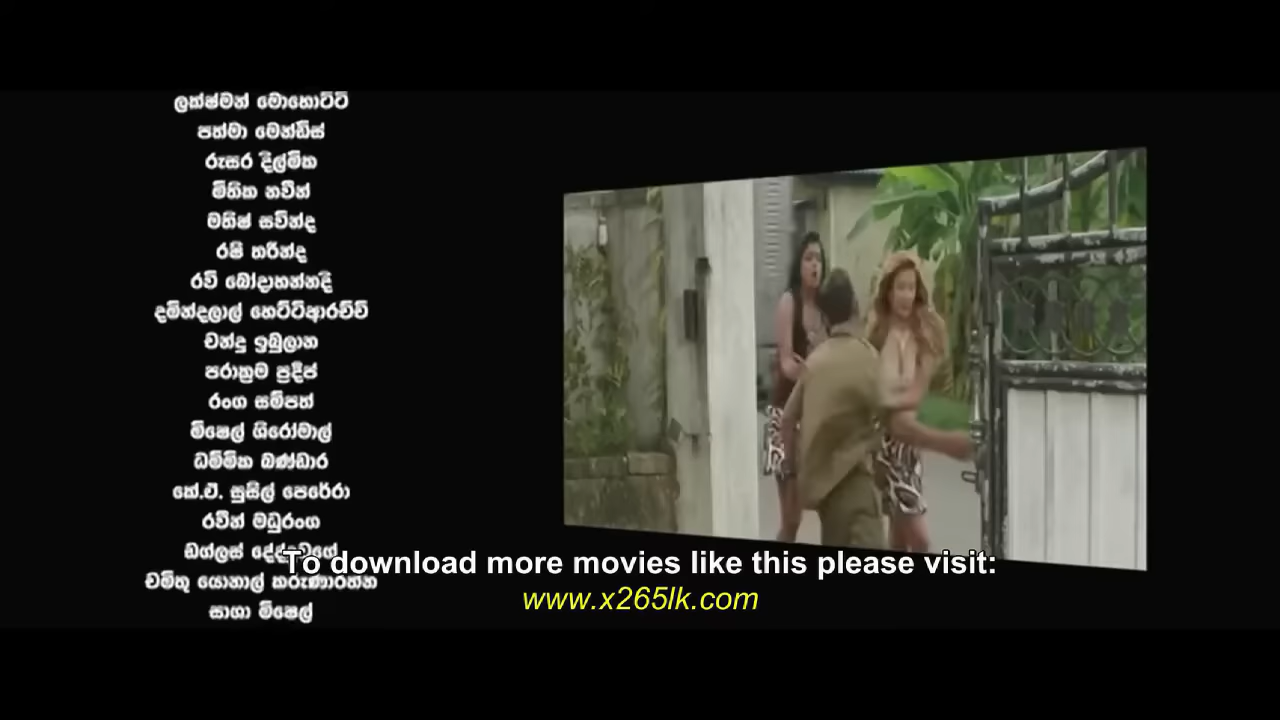 ලක්ෂ්මන් මොහොට්ටි
පත්මා මෙන්ඩිස්
රුසර දිල්මික
මිහික නවීන්
මතිෂ් සවින්ද
රෂි තරින්ද
රවි බෝදාහන්නදි
දමින්දලාල් හෙට්ටිආරච්චි
චන්දු ඉබුලාන
පරාක්‍රම ප්‍රදීප්
රංග සම්පත්
මිෂෙල් ශිරෝමාල්
ධම්මික බණ්ඩාර
කේ.ඒ. සුසිල් පෙරේරා
රවීන් මධුරංග
ඩග්ලස්
චමිතු යොනාල් කරුණාරත්න
To download more movies like this please visit:
www.x265lk.com
සාශා මිෂෙල්